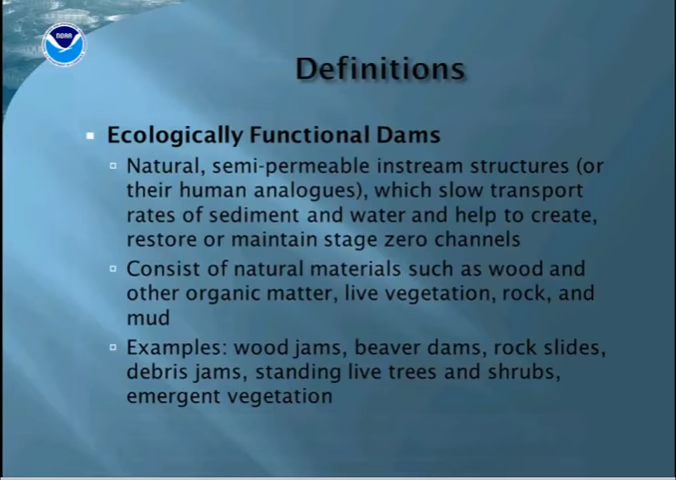 NOAA
Definitions
Ecologically Functional Dams
Natural, semi-permeable instream structures (or
their human analogues), which slow transport
rates of sediment and water and help to create,
restore or maintain stage zero channels
Consist of natural materials such as wood and
other organic matter, live vegetation, rock, and
mud
Examples: wood jams, beaver dams, rock slides,
debris jams, standing live trees and shrubs,
emergent vegetation